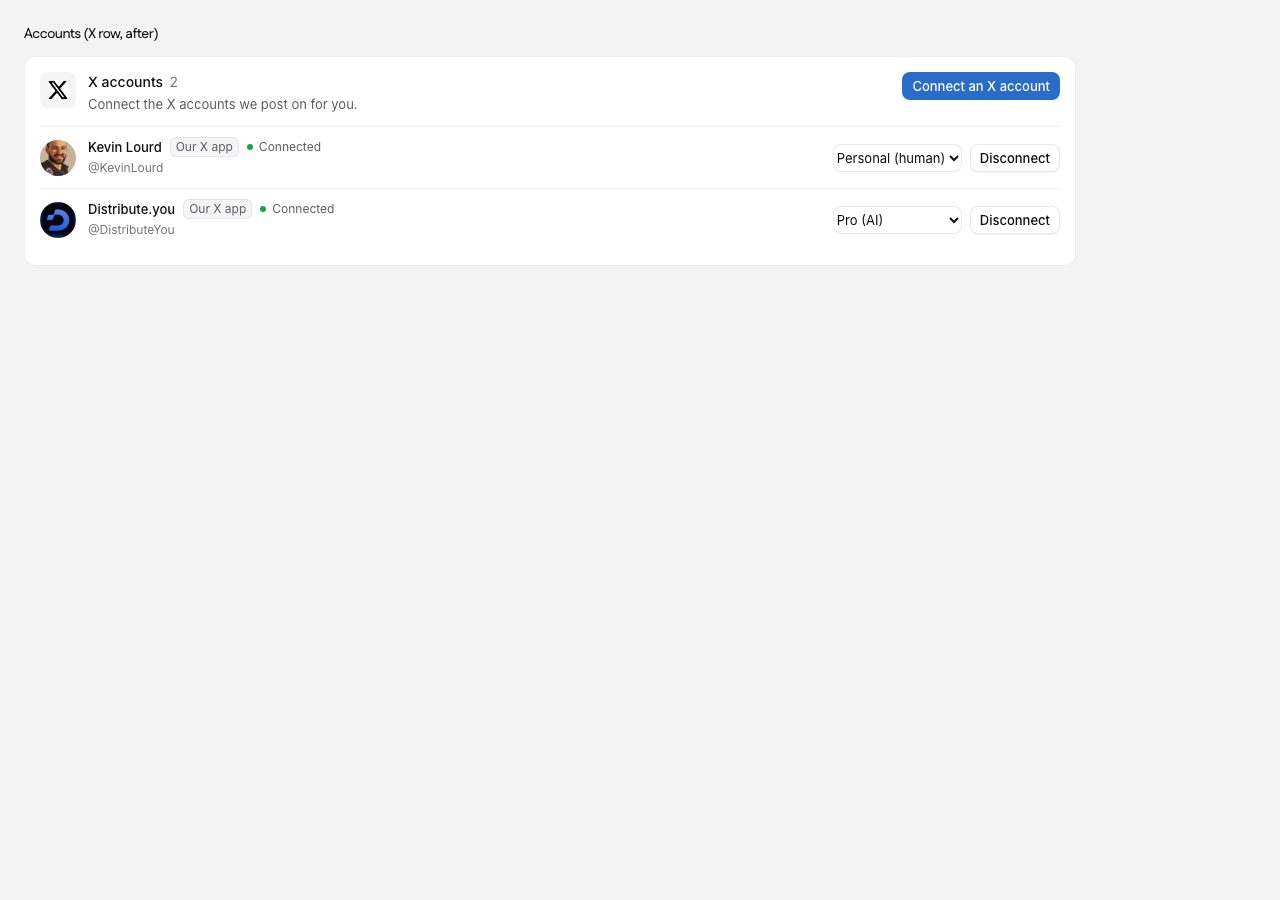 Accounts (X row, after)
X accounts 2
Connect an X account
Connect the X accounts we post on for you.
Kevin Lourd Our X app Connected
Personal (human) Disconnect
@KevinLourd
Distribute.you Our X app Connected
Pro (AI) Disconnect
@DistributeYou